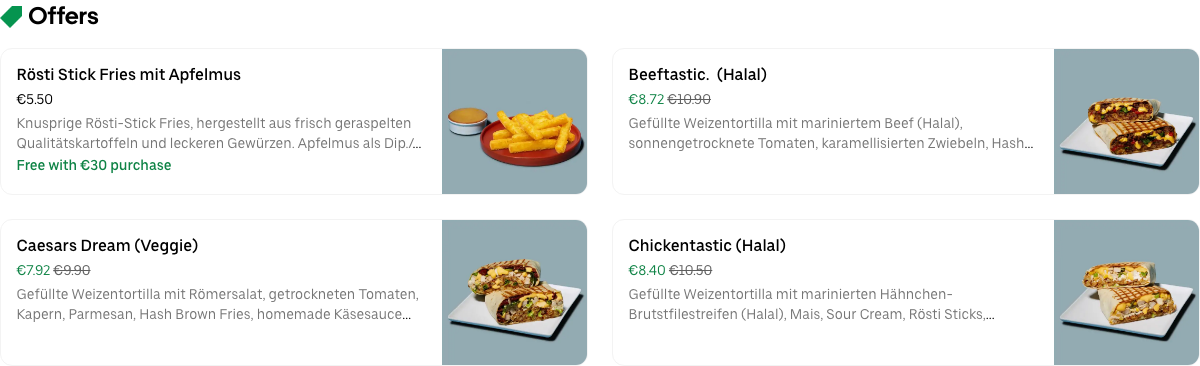 Offers
Rösti Stick Fries mit Apfelmus
€5.50
Knusprige Rösti-Stick Fries, hergestellt aus frisch geraspelten
Qualitätskartoffeln und leckeren Gewürzen. Apfelmus als Dip./...
Free with €30 purchase
Beeftastic.  (Halal)
€8.72 €10.90
Gefüllte Weizentortilla mit mariniertem Beef (Halal),
sonnengetrocknete Tomaten, karamellisierten Zwiebeln, Hash...
Caesars Dream (Veggie)
€7.92 €9.90
Gefüllte Weizentortilla mit Römersalat, getrockneten Tomaten,
Kapern, Parmesan, Hash Brown Fries, homemade Käsesauce...
Chickentastic (Halal)
€8.40 €10.50
Gefüllte Weizentortilla mit marinierten Hähnchen-
Brutstfilestreifen (Halal), Mais, Sour Cream, Rösti Sticks,...